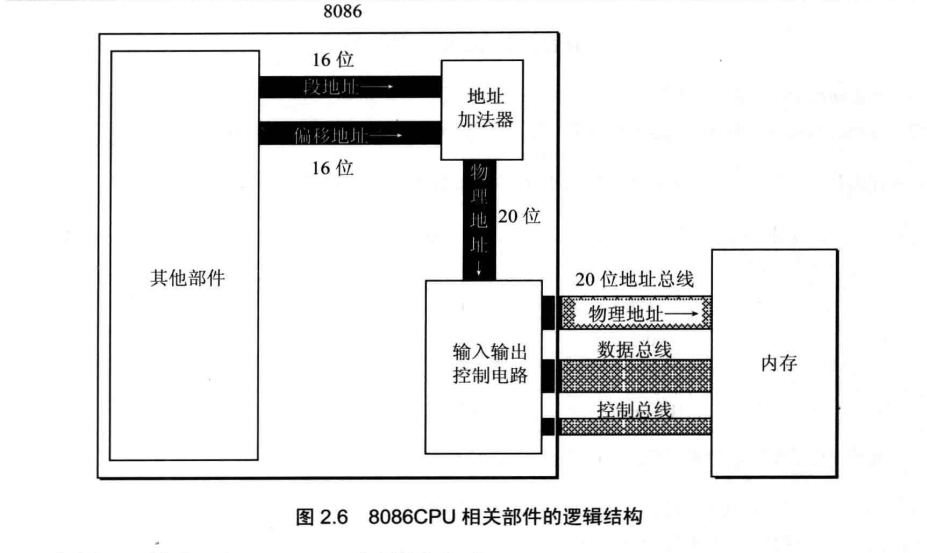 8086
16 位
段地址→
地址
加法器
偏移地址→
16 位
物
理
地
址
↓
20 位
其他部件
20 位地址总线
物理地址→
输入输出
控制电路
数据总线
内存
控制总线
图 2.6 8086CPU 相关部件的逻辑结构